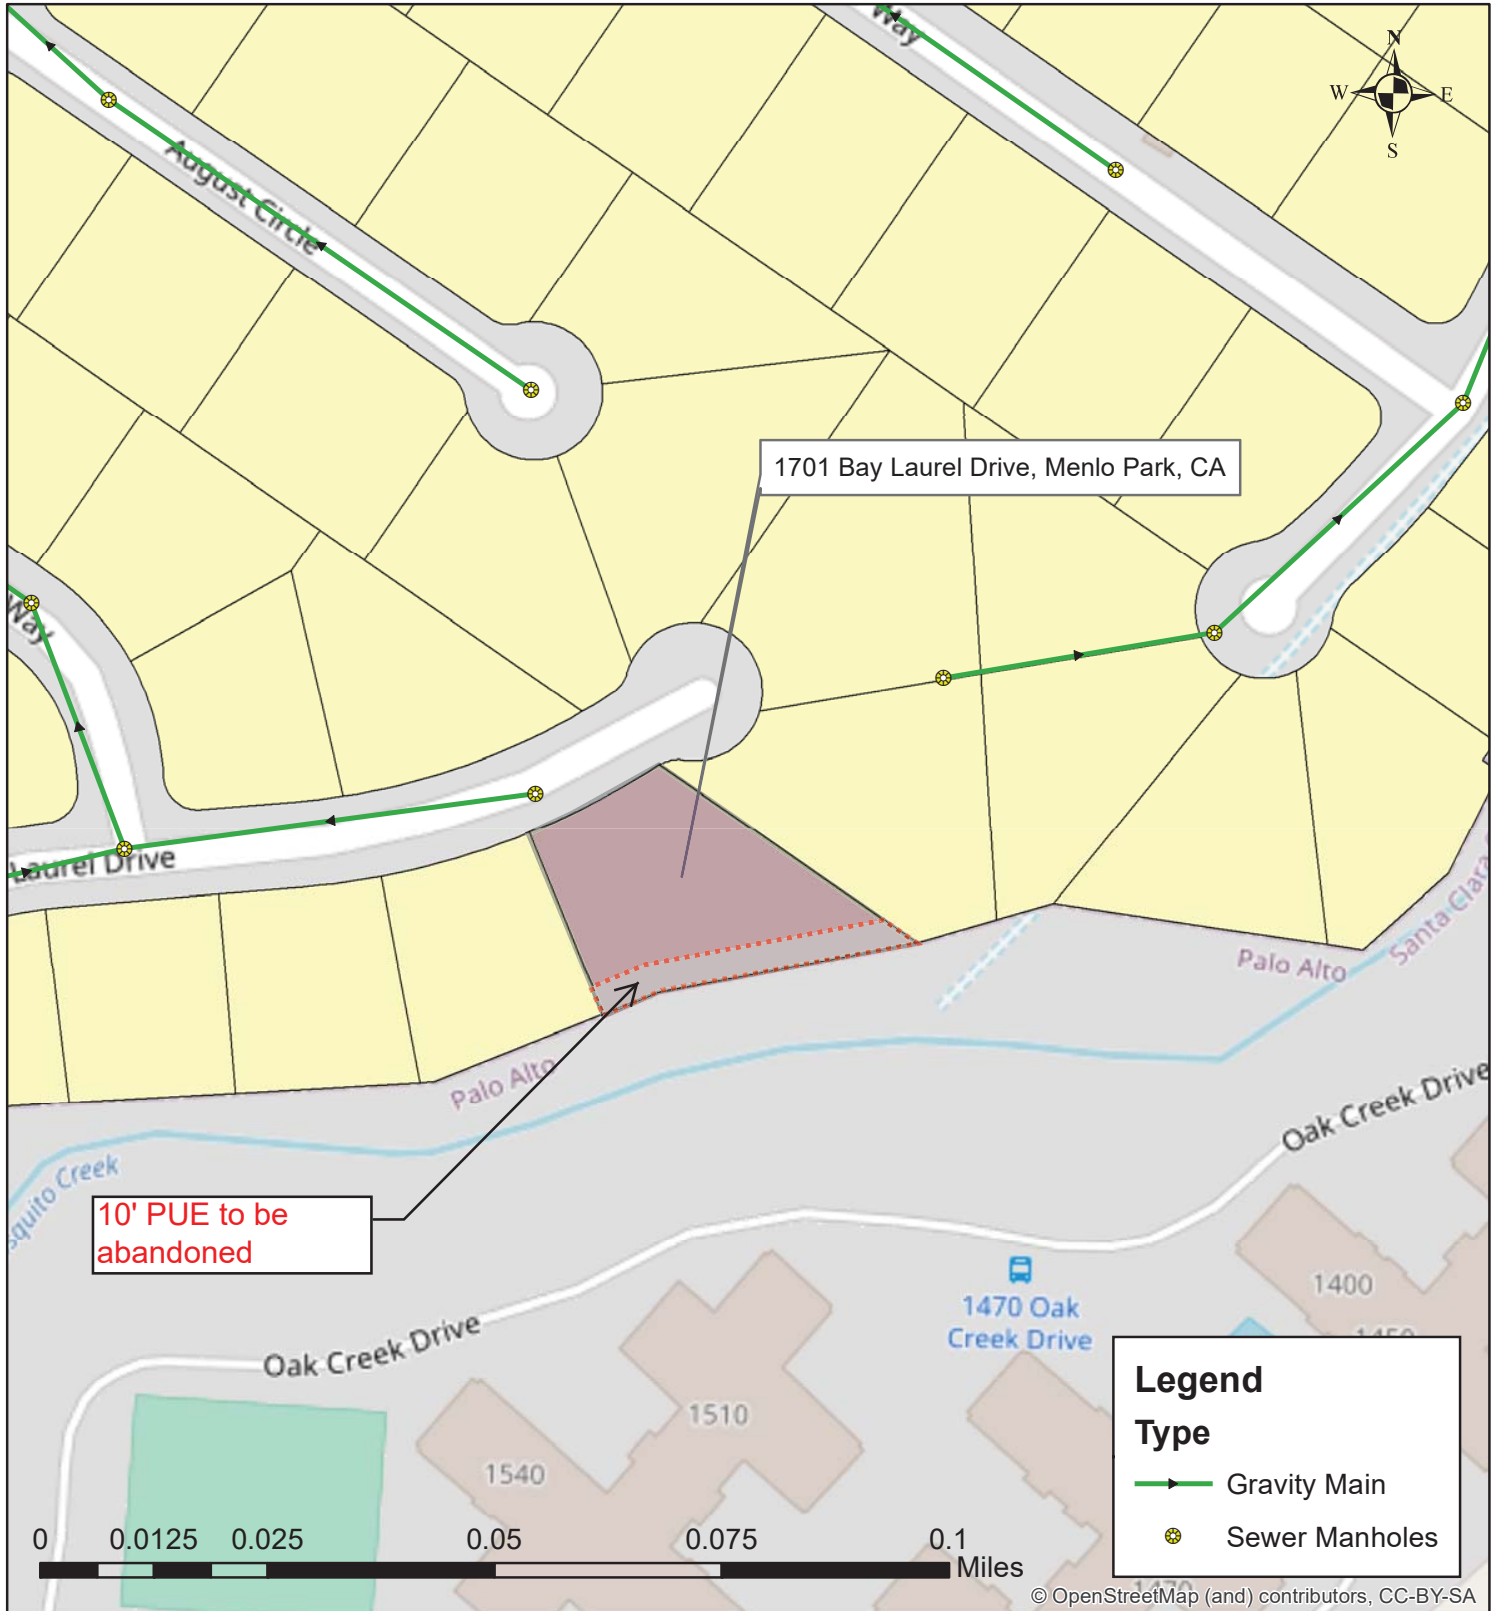 Way
N
W E
S
August Circle
1701 Bay Laurel Drive, Menlo Park, CA
Way
Laurel Drive
Palo Alto
Santa Clara
Palo Alto
squito Creek
Oak Creek Drive
10' PUE to be
abandoned
1470 Oak
Creek Drive
1400
1450
Oak Creek Drive
1510
1540
Legend
Type
Gravity Main
Sewer Manholes
0 0.0125 0.025 0.05 0.075 0.1
Miles
1470
© OpenStreetMap (and) contributors, CC-BY-SA